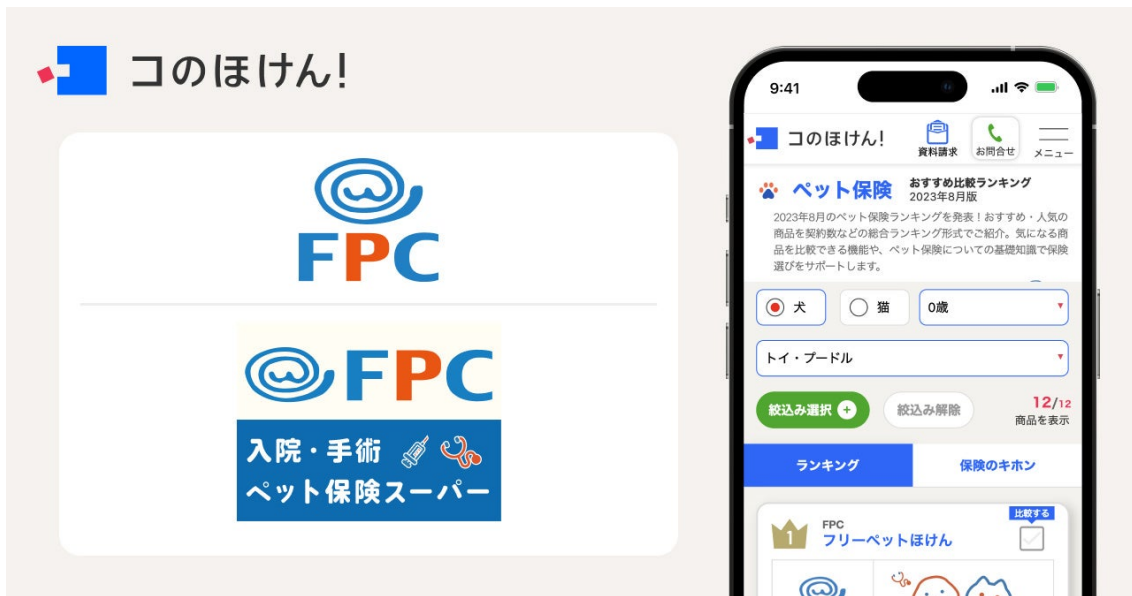 コのほけん!
FPC
FPC
入院・手術
ペット保険スーパー
9:41
コのほけん!
資料請求
お問合せ
メニュー
ペット保険
おすすめ比較ランキング
2023年8月版
2023年8月のペット保険ランキングを発表!おすすめ・人気の
商品を契約数などの総合ランキング形式でご紹介。気になる商
品を比較できる機能や、ペット保険についての基礎知識で保険
選びをサポートします。
犬
猫
0歳
トイ・プードル
絞込み選択 +
絞込み解除
12/12
商品を表示
ランキング
保険のキホン
比較する
1
FPC
フリーペットほけん